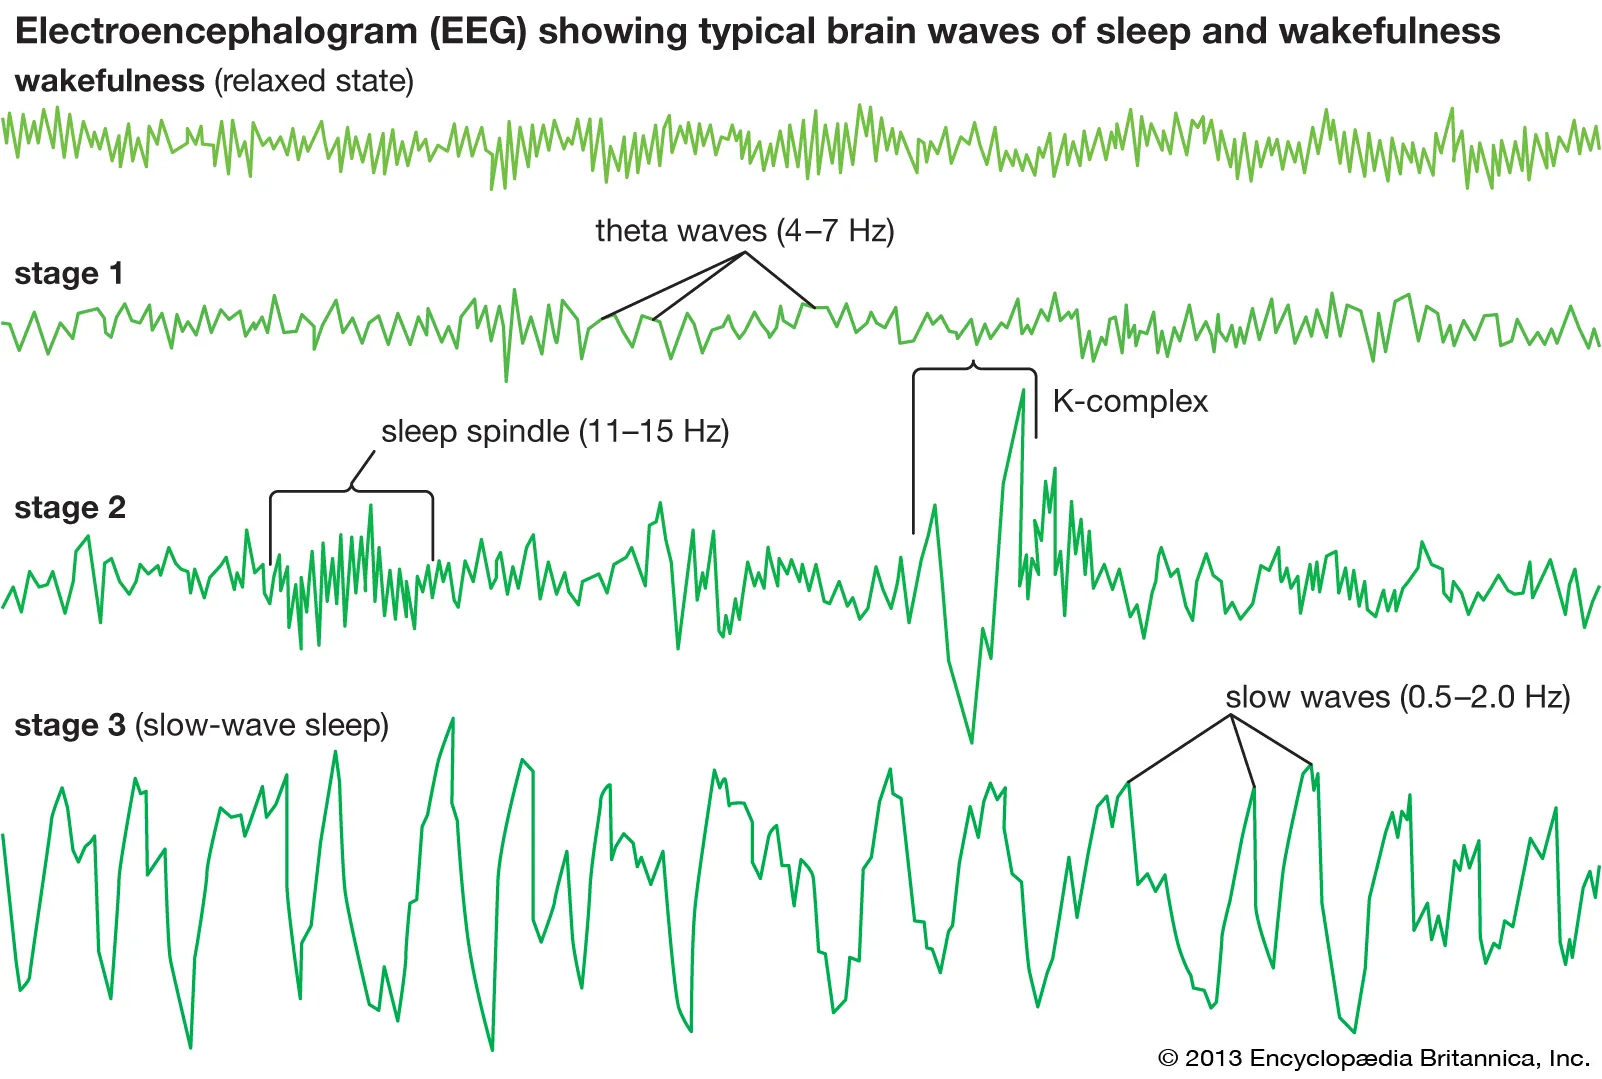 Electroencephalogram (EEG) showing typical brain waves of sleep and wakefulness
wakefulness (relaxed state)
theta waves (4–7 Hz)
stage 1
K-complex
sleep spindle (11–15 Hz)
stage 2
slow waves (0.5–2.0 Hz)
stage 3 (slow-wave sleep)
© 2013 Encyclopædia Britannica, Inc.